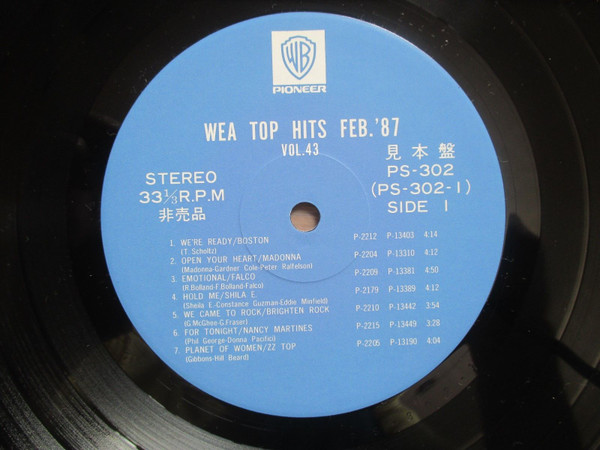 WB
PIONEER
WEA TOP HITS FEB.'87
VOL.43
STEREO
33⅓R.P.M
非売品
見本盤
PS-302
(PS-302-1)
SIDE 1
1. WE'RE READY/BOSTON P-2212 P-13403 4:14
(T. Scholtz)
2. OPEN YOUR HEART/MADONNA P-2204 P-13310 4:12
(Madonna-Gardner Cole-Peter Ralfelson)
3. EMOTIONAL/FALCO P-2209 P-13381 4:50
(R.Bolland-F.Bolland-Falco)
4. HOLD ME/SHILA E. P-2179 P-13389 4:12
(Sheila E.-Constance Guzman-Eddie Minfield)
5. WE CAME TO ROCK/BRIGHTEN ROCK P-2210 P-13442 3:54
(G.McGhee-G.Fraser)
6. FOR TONIGHT/NANCY MARTINES P-2215 P-13449 3:28
(Phil George-Donna Pacific)
7. PLANET OF WOMEN/ZZ TOP P-2205 P-13190 4:04
(Gibbons-Hill Beard)